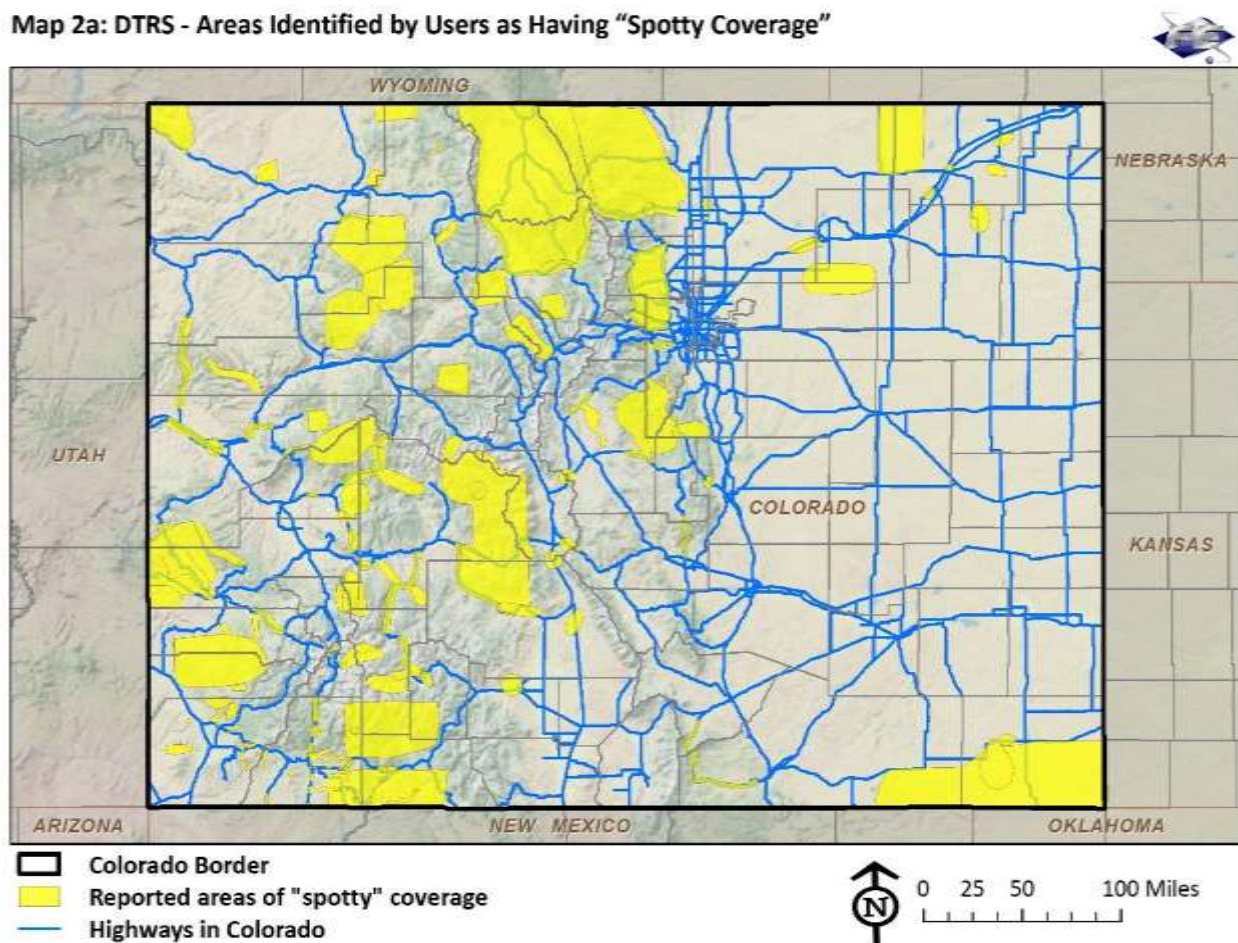 Map 2a: DTRS - Areas Identified by Users as Having “Spotty Coverage”
WYOMING
NEBRASKA
UTAH
COLORADO
KANSAS
ARIZONA
NEW MEXICO
OKLAHOMA
Colorado Border
Reported areas of "spotty" coverage
Highways in Colorado
N
0 25 50 100 Miles